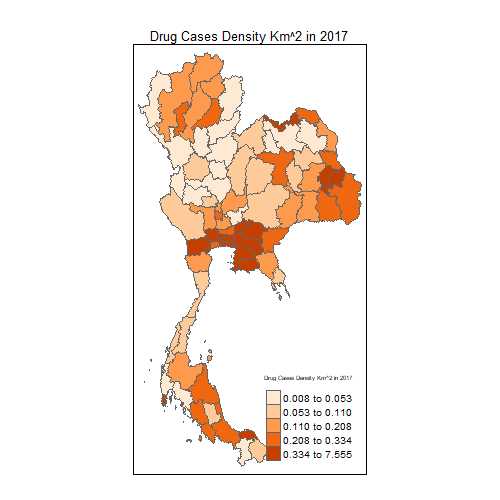 Drug Cases Density Km^2 in 2017
Drug Cases Density Km^2 in 2017
0.008 to 0.053
0.053 to 0.110
0.110 to 0.208
0.208 to 0.334
0.334 to 7.555